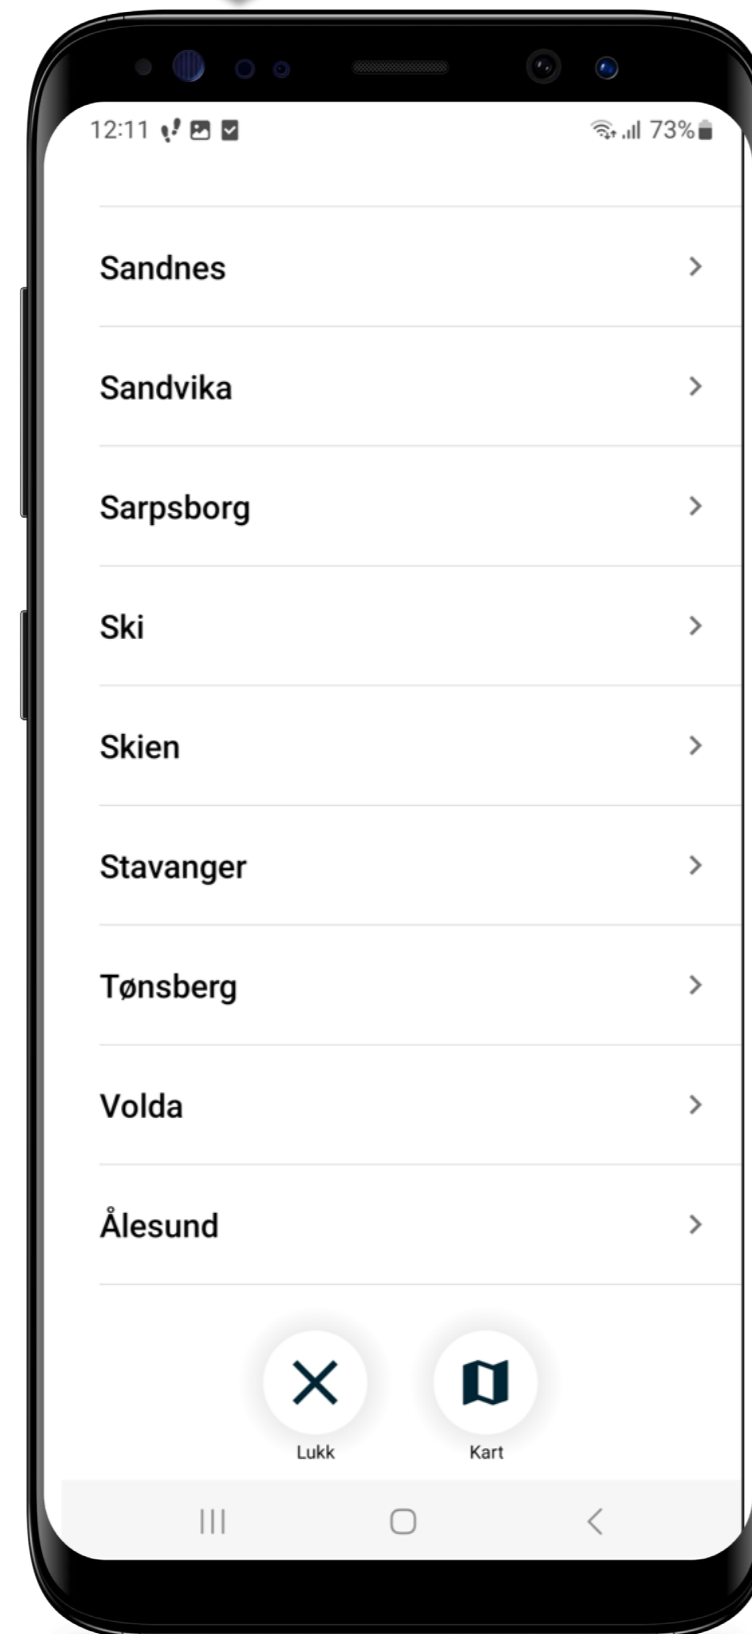 12:11 73%
Sandnes
Sandvika
Sarpsborg
Ski
Skien
Stavanger
Tønsberg
Volda
Ålesund
Lukk Kart